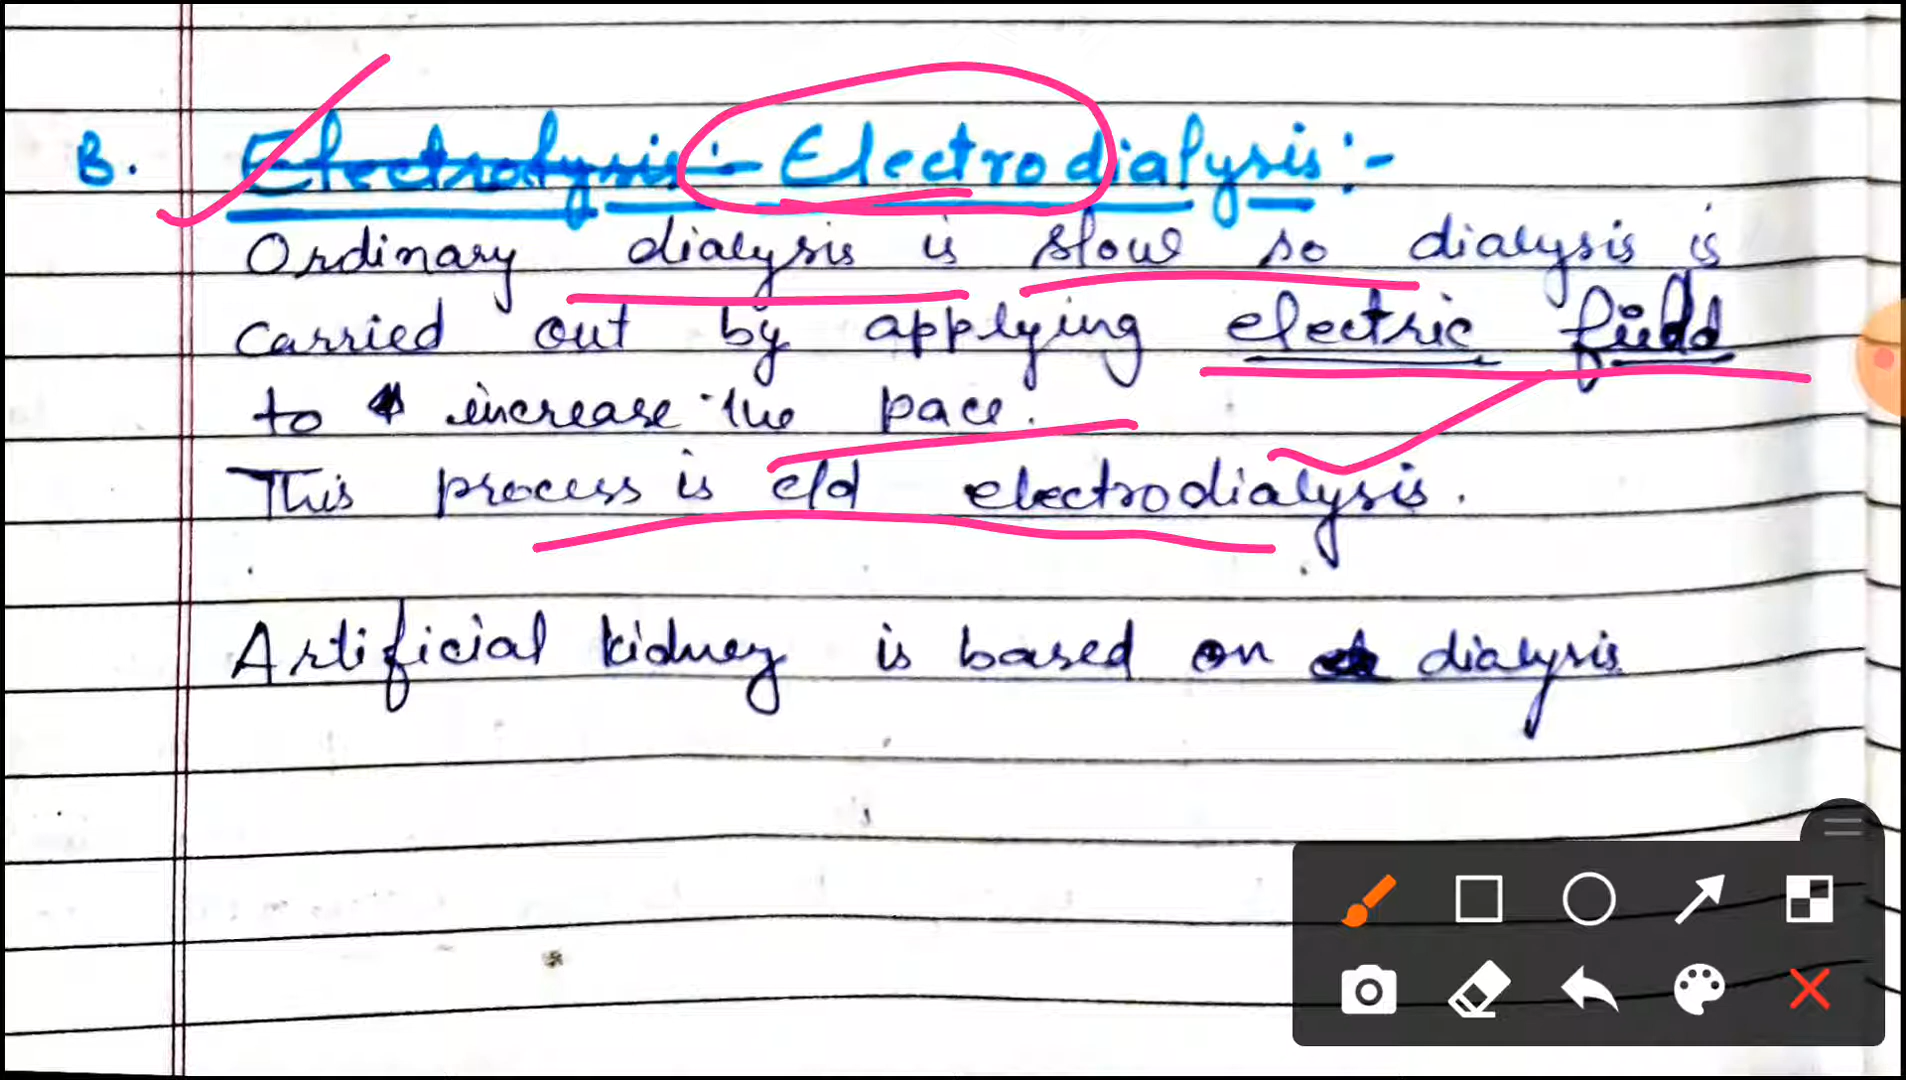 B. Electrolysis:- Electrodialysis:-
Ordinary dialysis is slow so dialysis is
carried out by applying electric field
to increase the pace.
This process is c/d electrodialysis.
Artificial kidney is based on dialysis